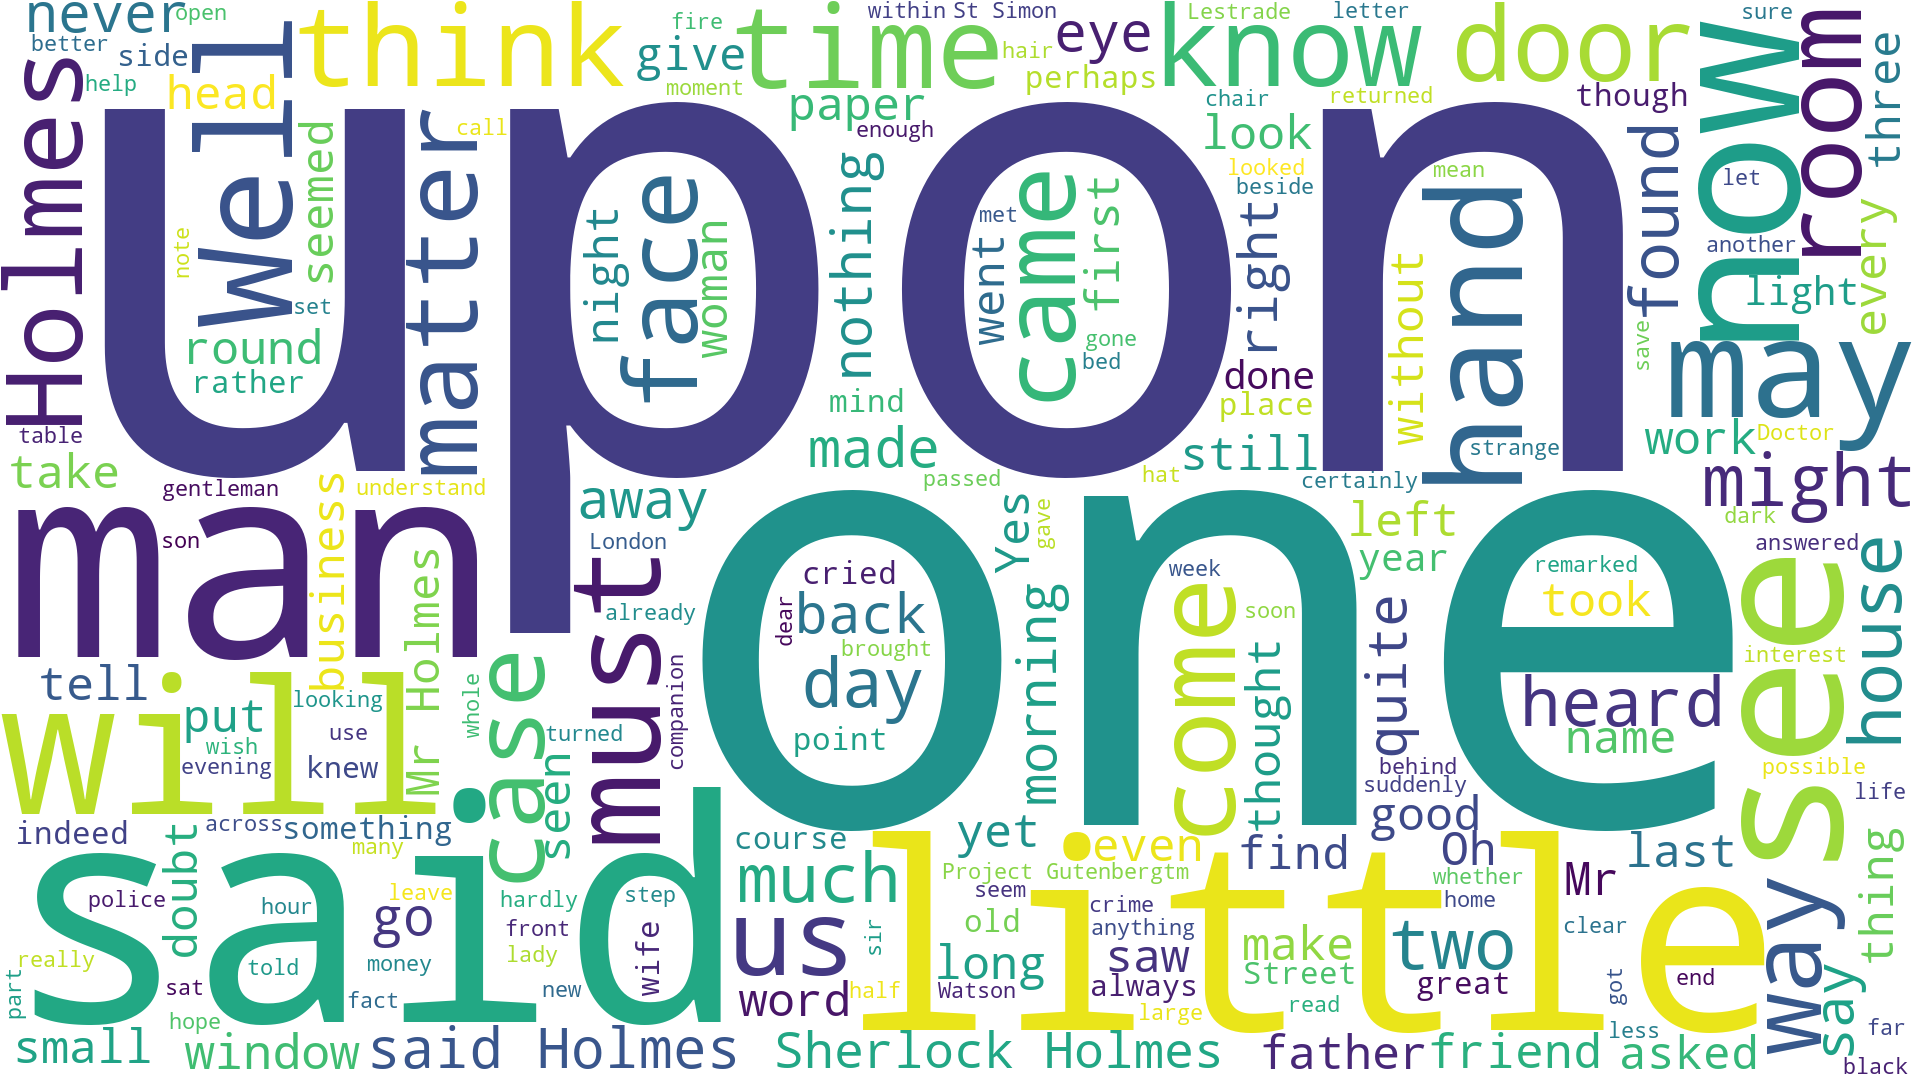 never
open
better
side
help
head
Holmes
Well
think
call
fire
give
moment
time
within
St Simon
hair
eye
perhaps
paper
enough
know
Lestrade
letter
chair
returned
look
looked
beside
door
though
mean
sure
now
room
three
let
another
light
every
found
save
upon
note
seemed
set
round
rather
matter
night
face
woman
nothing
mind
made
met
went
came
first
gone
bed
right
done
place
without
hand
strange
still
hat
certainly
passed
may
work
Doctor
might
dark
answered
table
take
gentleman
son
understand
man
business
Mr Holmes
away
London
must
already
companion
one
cried
dear
back
brought
day
point
Yes
gave
morning
week
come
soon
thought
left
year
quite
behind
suddenly
good
remarked
took
heard
name
see
interest
possible
house
life
tell
will
put
looking
wish
use
evening
knew
whole
case
seen
turned
indeed
across
something
many
doubt
said
police
hour
leave
go
hardly
front
lady
step
wife
really
told
money
part
sat
fact
new
hope
course
much
us
word
half
sir
yet
Project Gutenbergtm
seem
old
long
Watson
even
crime
anything
saw
always
large
little
find
make
Street
read
Oh
whether
home
two
great
Mr
last
clear
got
end
less
way
thing
say
far
black
small
window
said Holmes
Sherlock Holmes
father
friend
asked